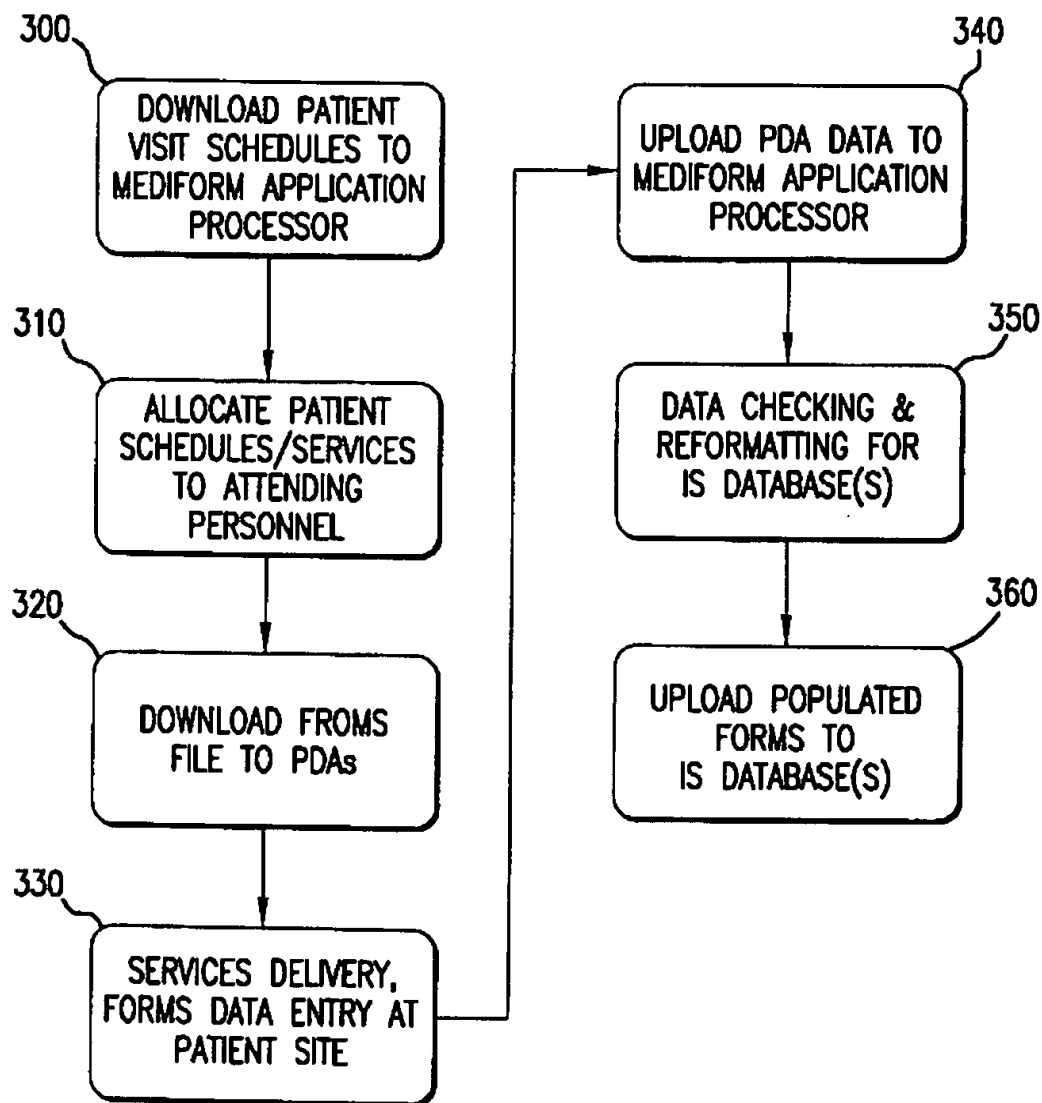 300
DOWNLOAD PATIENT
VISIT SCHEDULES TO
MEDIFORM APPLICATION
PROCESSOR
310
ALLOCATE PATIENT
SCHEDULES/SERVICES
TO ATTENDING
PERSONNEL
320
DOWNLOAD FROMS
FILE TO PDAs
330
SERVICES DELIVERY,
FORMS DATA ENTRY AT
PATIENT SITE
340
UPLOAD PDA DATA TO
MEDIFORM APPLICATION
PROCESSOR
350
DATA CHECKING &
REFORMATTING FOR
IS DATABASE(S)
360
UPLOAD POPULATED
FORMS TO
IS DATABASE(S)